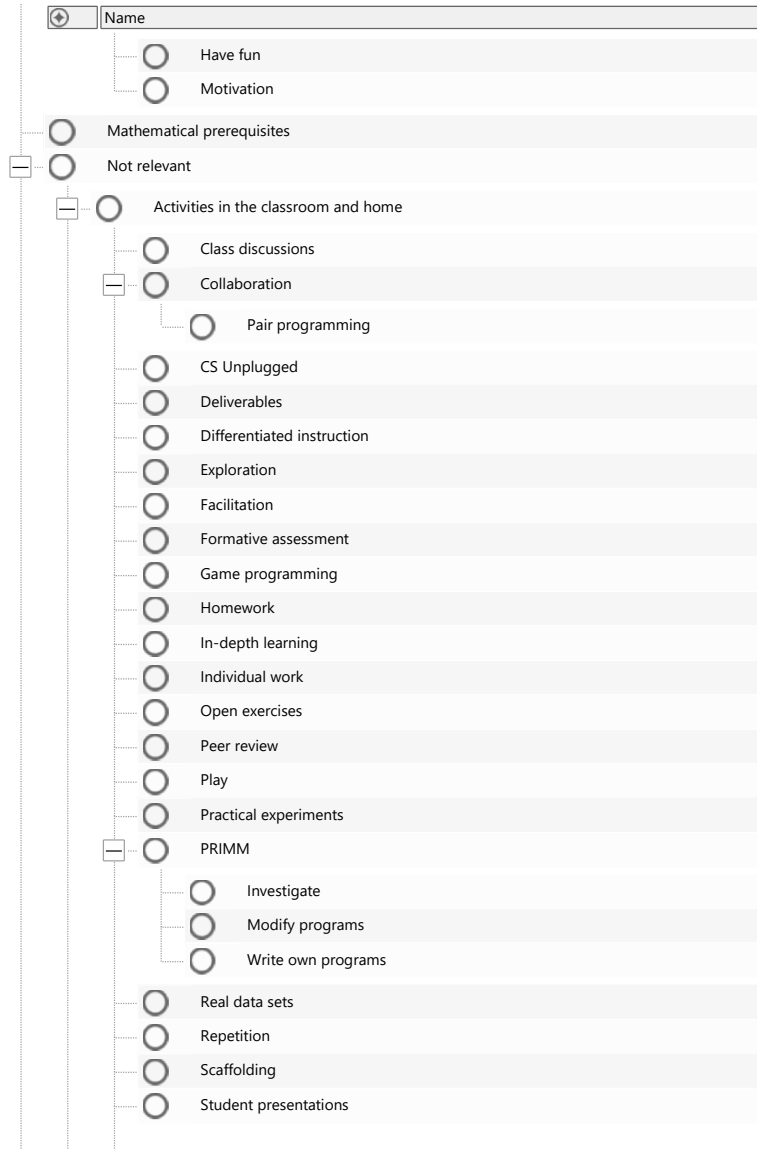 Name
Have fun
Motivation
Mathematical prerequisites
Not relevant
Activities in the classroom and home
Class discussions
Collaboration
Pair programming
CS Unplugged
Deliverables
Differentiated instruction
Exploration
Facilitation
Formative assessment
Game programming
Homework
In-depth learning
Individual work
Open exercises
Peer review
Play
Practical experiments
PRIMM
Investigate
Modify programs
Write own programs
Real data sets
Repetition
Scaffolding
Student presentations